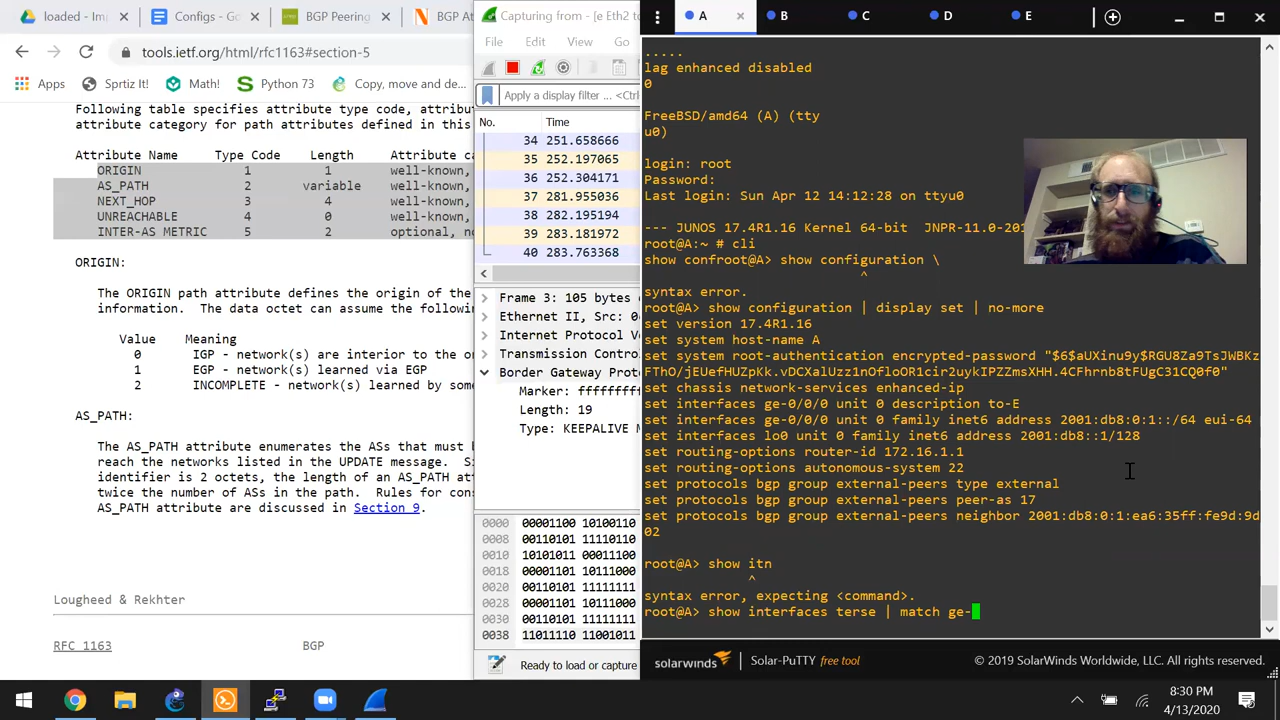 loaded - Im
Configs - Go
BGP Peering
BGP At
tools.ietf.org/html/rfc1163#section-5
Apps
Sprtiz It!
Math
Python 73
Copy, move and de
Following table specifies attribute type code, attribut
attribute category for path attributes defined in this
Attribute Name Type Code Length Attribute ca
ORIGIN 1 1 well-known,
AS_PATH 2 variable well-known,
NEXT_HOP 3 4 well-known,
UNREACHABLE 4 0 well-known,
INTER-AS METRIC 5 2 optional, no
ORIGIN:
The ORIGIN path attribute defines the origin of the
information. The data octet can assume the followin
Value Meaning
0 IGP - network(s) are interior to the or
1 EGP - network(s) learned via EGP
2 INCOMPLETE - network(s) learned by some
AS_PATH:
The AS_PATH attribute enumerates the ASs that must b
reach the networks listed in the UPDATE message. Si
identifier is 2 octets, the length of an AS_PATH at
twice the number of ASs in the path. Rules for cons
AS_PATH attribute are discussed in Section 9.
Lougheed & Rekhter
RFC 1163 BGP
Capturing from - [e Eth2 t
File Edit View Go
Apply a display filter ... <Ctrl-
No. Time
34 251.658666
35 252.197065
36 252.304171
37 281.955036
38 282.195194
39 283.181972
40 283.763368
Frame 3: 105 bytes
Ethernet II, Src: 0
Internet Protocol V
Transmission Contro
Border Gateway Prot
Marker: fffffffff
Length: 19
Type: KEEPALIVE M
0000 00001100 10100110
0008 00110101 11110110
0010 10101011 00011100
0018 00001101 10111000
0020 00110101 11111111
0028 00001101 10111000
0030 00110101 11111111
0038 11011110 11001011
Ready to load or capture
A
B
C
D
E
.....
lag enhanced disabled
0
FreeBSD/amd64 (A) (tty
u0)
login: root
Password:
Last login: Sun Apr 12 14:12:28 on ttyu0
--- JUNOS 17.4R1.16 Kernel 64-bit JNPR-11.0-201
root@A:~ # cli
show confroot@A> show configuration \
^
syntax error.
root@A> show configuration | display set | no-more
set version 17.4R1.16
set system host-name A
set system root-authentication encrypted-password "$6$aUXinu9y$RGU8Za9TsJWBKz
FThO/jEUefHUZpKk.vDCXalUzz1nOfloOR1cir2uykIPZZmsXHH.4CFhrnb8tFUgC31CQ0f0"
set chassis network-services enhanced-ip
set interfaces ge-0/0/0 unit 0 description to-E
set interfaces ge-0/0/0 unit 0 family inet6 address 2001:db8:0:1::/64 eui-64
set interfaces lo0 unit 0 family inet6 address 2001:db8::1/128
set routing-options router-id 172.16.1.1
set routing-options autonomous-system 22
set protocols bgp group external-peers type external
set protocols bgp group external-peers peer-as 17
set protocols bgp group external-peers neighbor 2001:db8:0:1:ea6:35ff:fe9d:9d
02
root@A> show itn
^
syntax error, expecting <command>.
root@A> show interfaces terse | match ge-
solarwinds
Solar-PuTTY free tool
© 2019 SolarWinds Worldwide, LLC. All rights reserved.
8:30 PM
4/13/2020